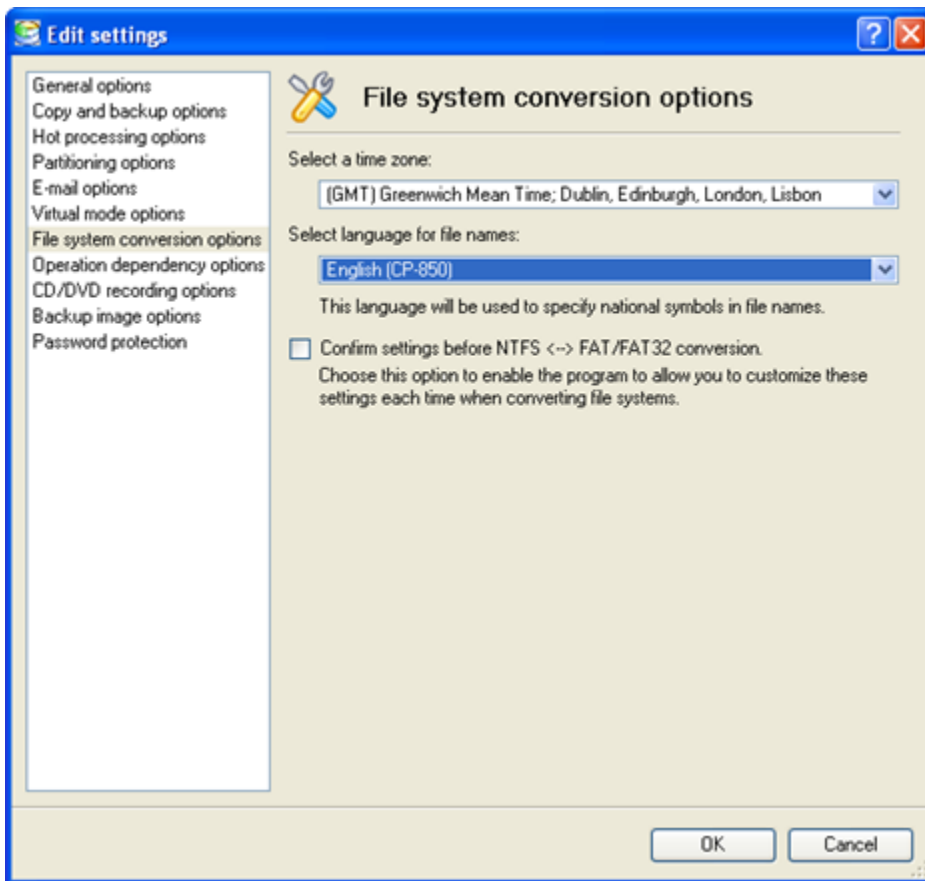 Edit settings
General options
Copy and backup options
Hot processing options
Partitioning options
E-mail options
Virtual mode options
File system conversion options
Operation dependency options
CD/DVD recording options
Backup image options
Password protection
File system conversion options
Select a time zone:
(GMT) Greenwich Mean Time; Dublin, Edinburgh, London, Lisbon
Select language for file names:
English (CP-850)
This language will be used to specify national symbols in file names.
Confirm settings before NTFS <--> FAT/FAT32 conversion.
Choose this option to enable the program to allow you to customize these
settings each time when converting file systems.
OK
Cancel